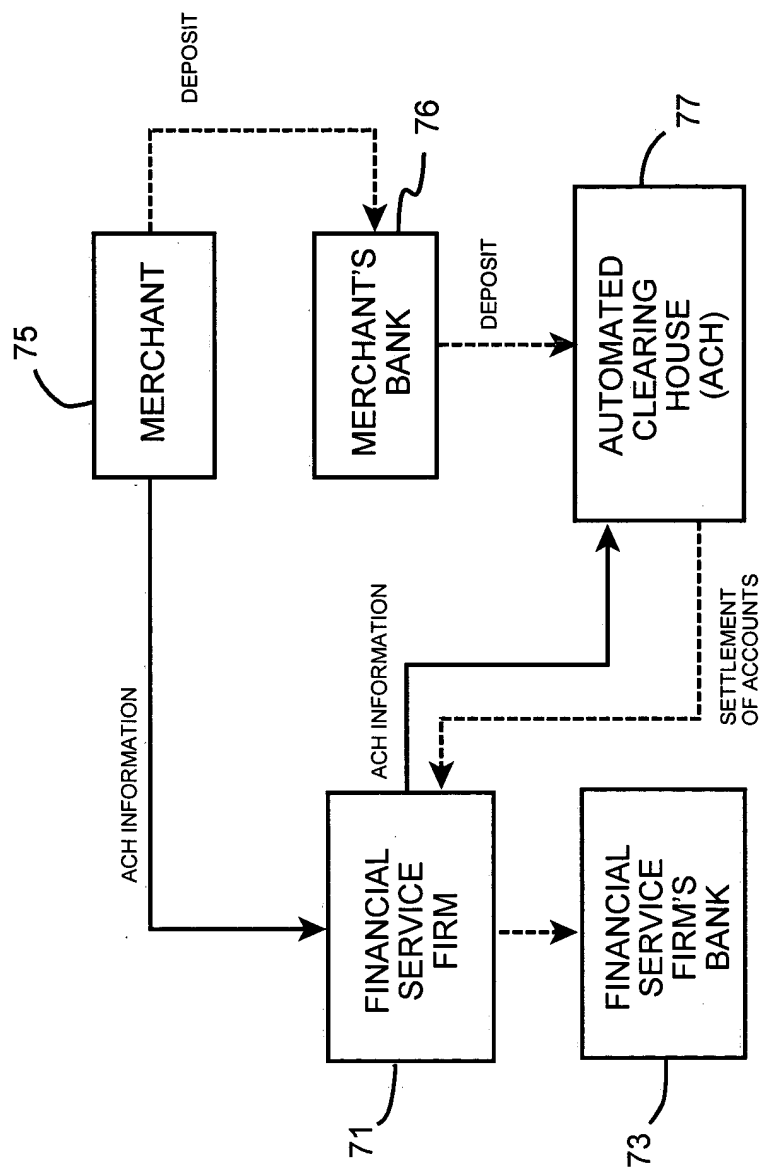 75
MERCHANT
DEPOSIT
ACH INFORMATION
76
MERCHANT'S
BANK
DEPOSIT
71
FINANCIAL
SERVICE
FIRM
ACH INFORMATION
77
AUTOMATED
CLEARING
HOUSE
(ACH)
SETTLEMENT
OF ACCOUNTS
73
FINANCIAL
SERVICE
FIRM'S
BANK